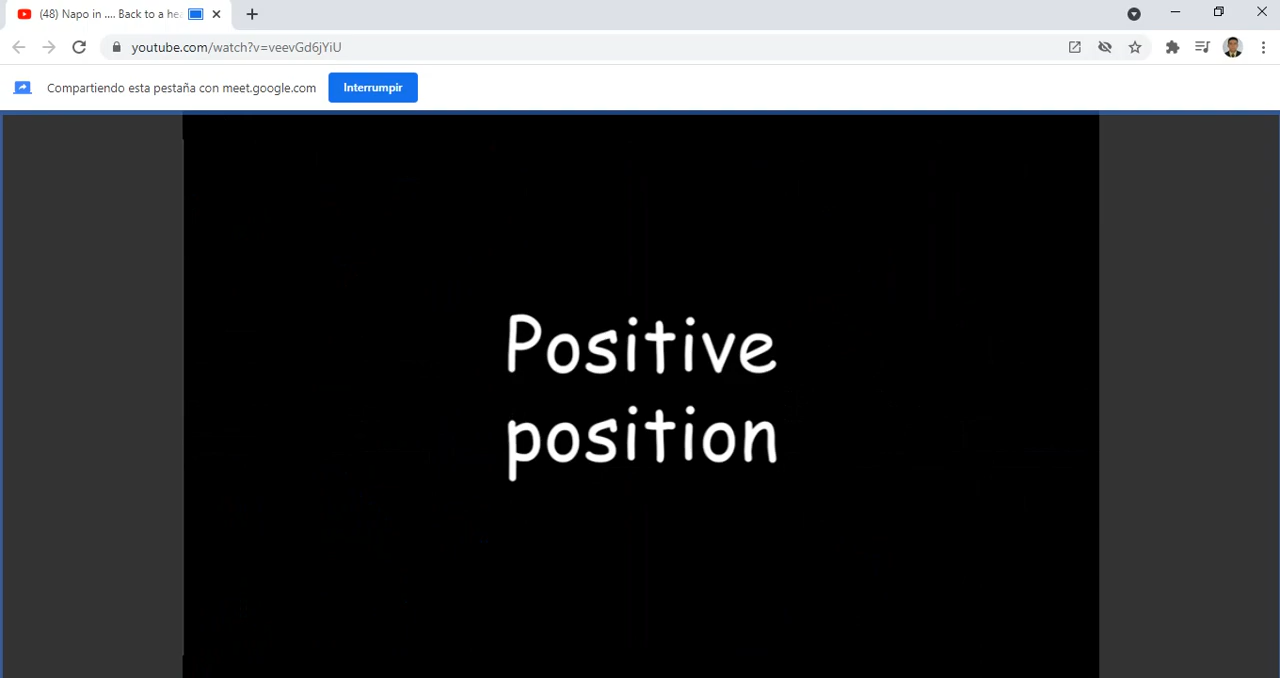 (48) Napo in .... Back to a he
youtube.com/watch?v=veevGd6jYiU
Compartiendo esta pestaña con meet.google.com
Interrumpir
Positive
position